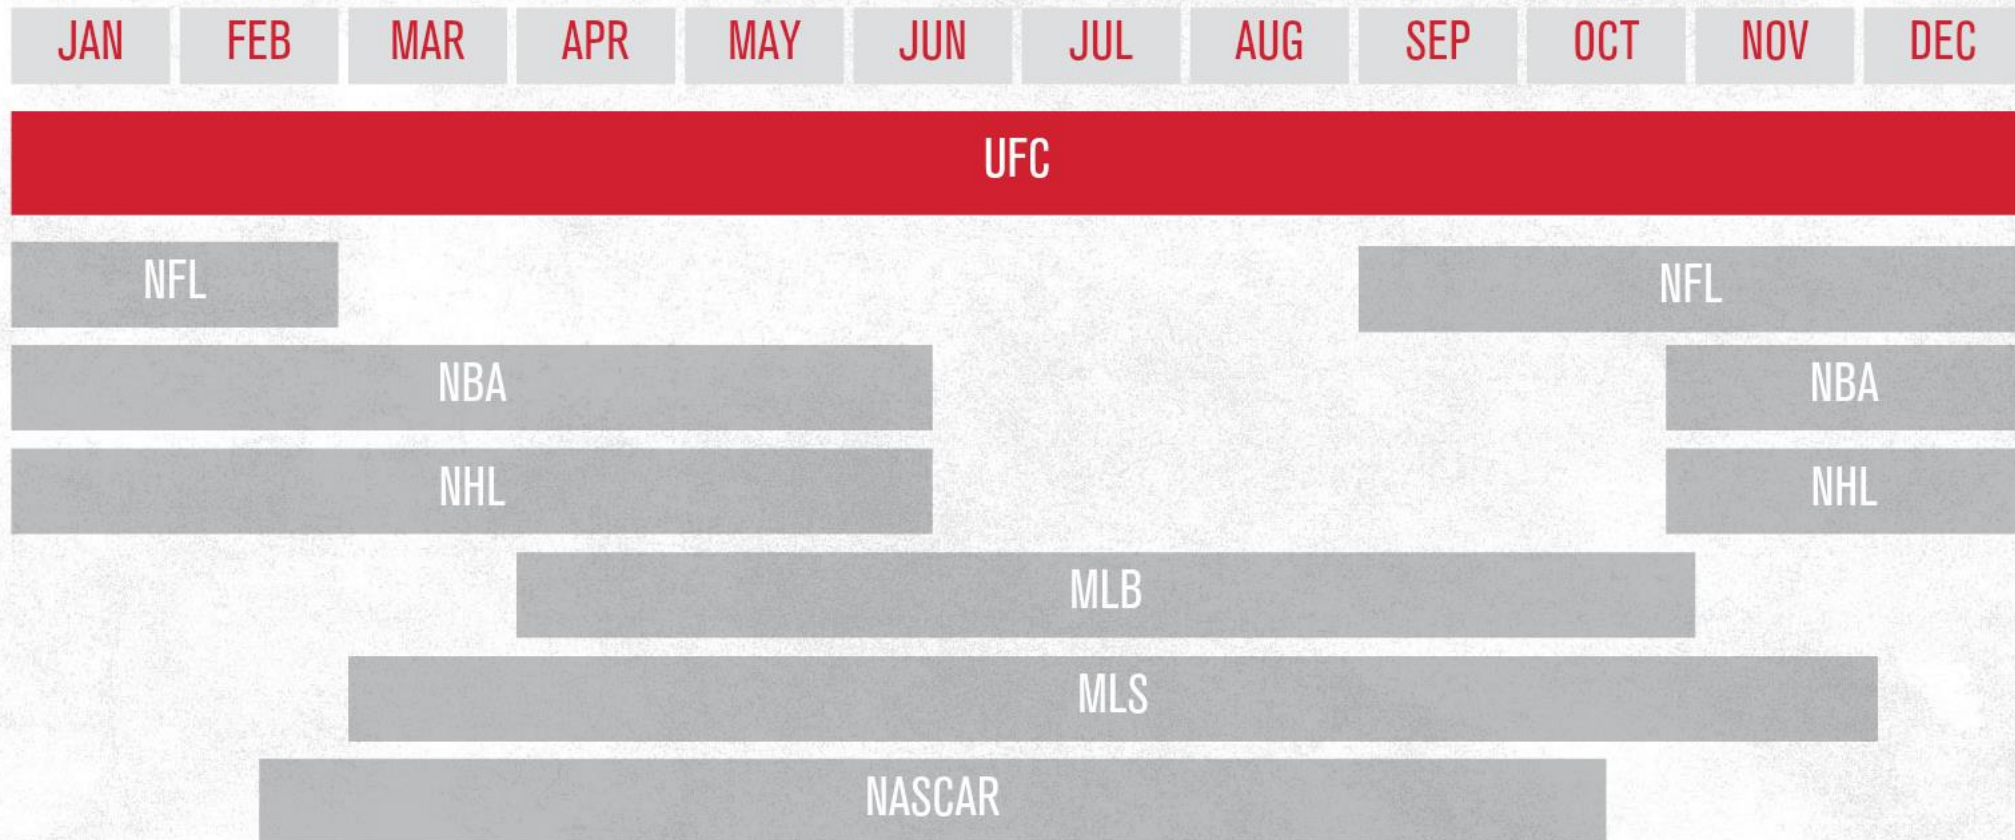 JAN FEB MAR APR MAY JUN JUL AUG SEP OCT NOV DEC
UFC
NFL NFL
NBA NBA
NHL NHL
MLB
MLS
NASCAR